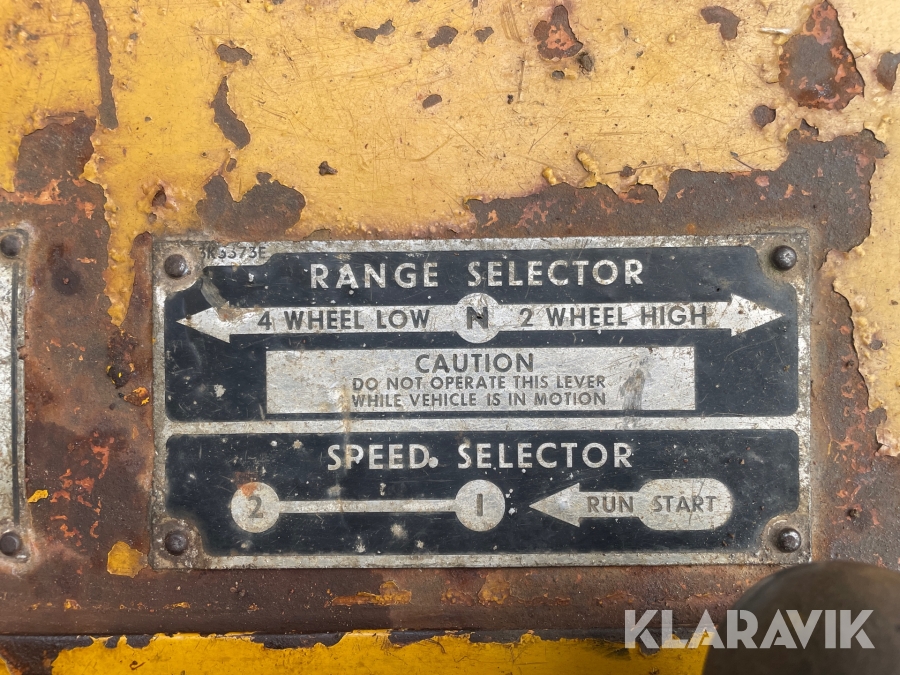 3K5373E
RANGE SELECTOR
4 WHEEL LOW N 2 WHEEL HIGH
CAUTION
DO NOT OPERATE THIS LEVER
WHILE VEHICLE IS IN MOTION
SPEED SELECTOR
2 1 RUN START
KLARAVIK